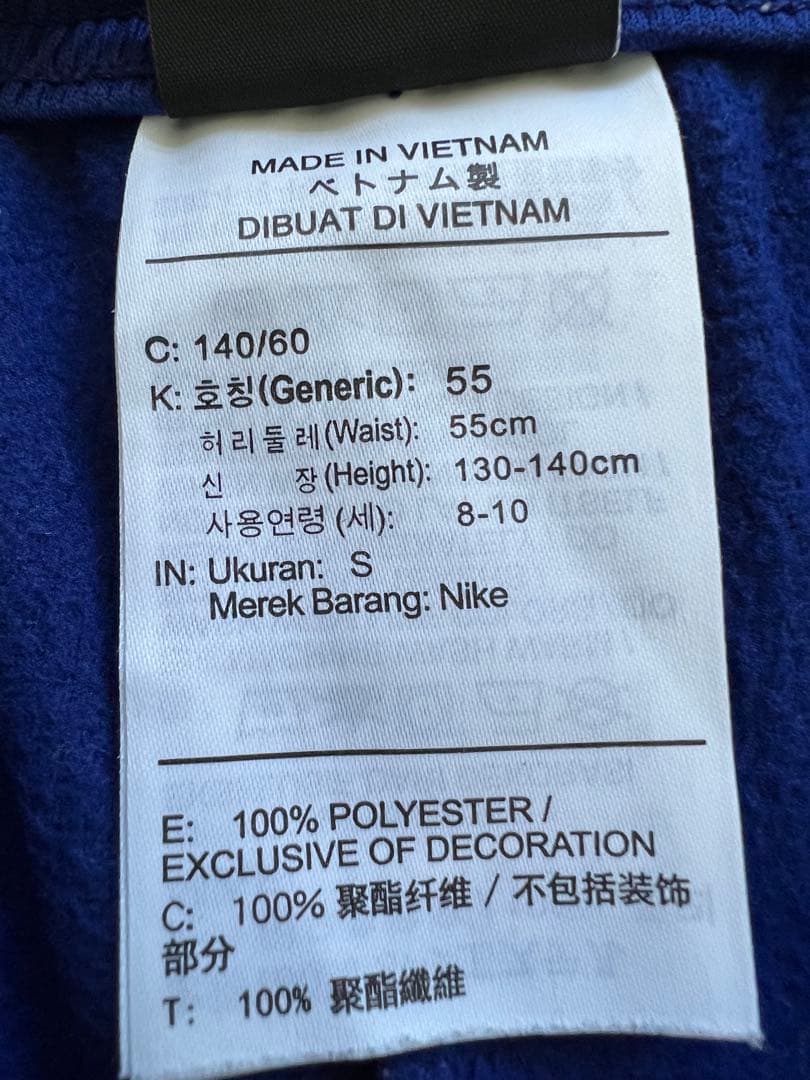 MADE IN VIETNAM
ベトナム製
DIBUAT DI VIETNAM
C: 140/60
K: 호칭(Generic): 55
허리둘레(Waist): 55cm
신 장(Height): 130-140cm
사용연령 (세): 8-10
IN: Ukuran: S
Merek Barang: Nike
E: 100% POLYESTER /
EXCLUSIVE OF DECORATION
C: 100% 聚酯纤维 / 不包括装饰
部分
T: 100% 聚酯纖維